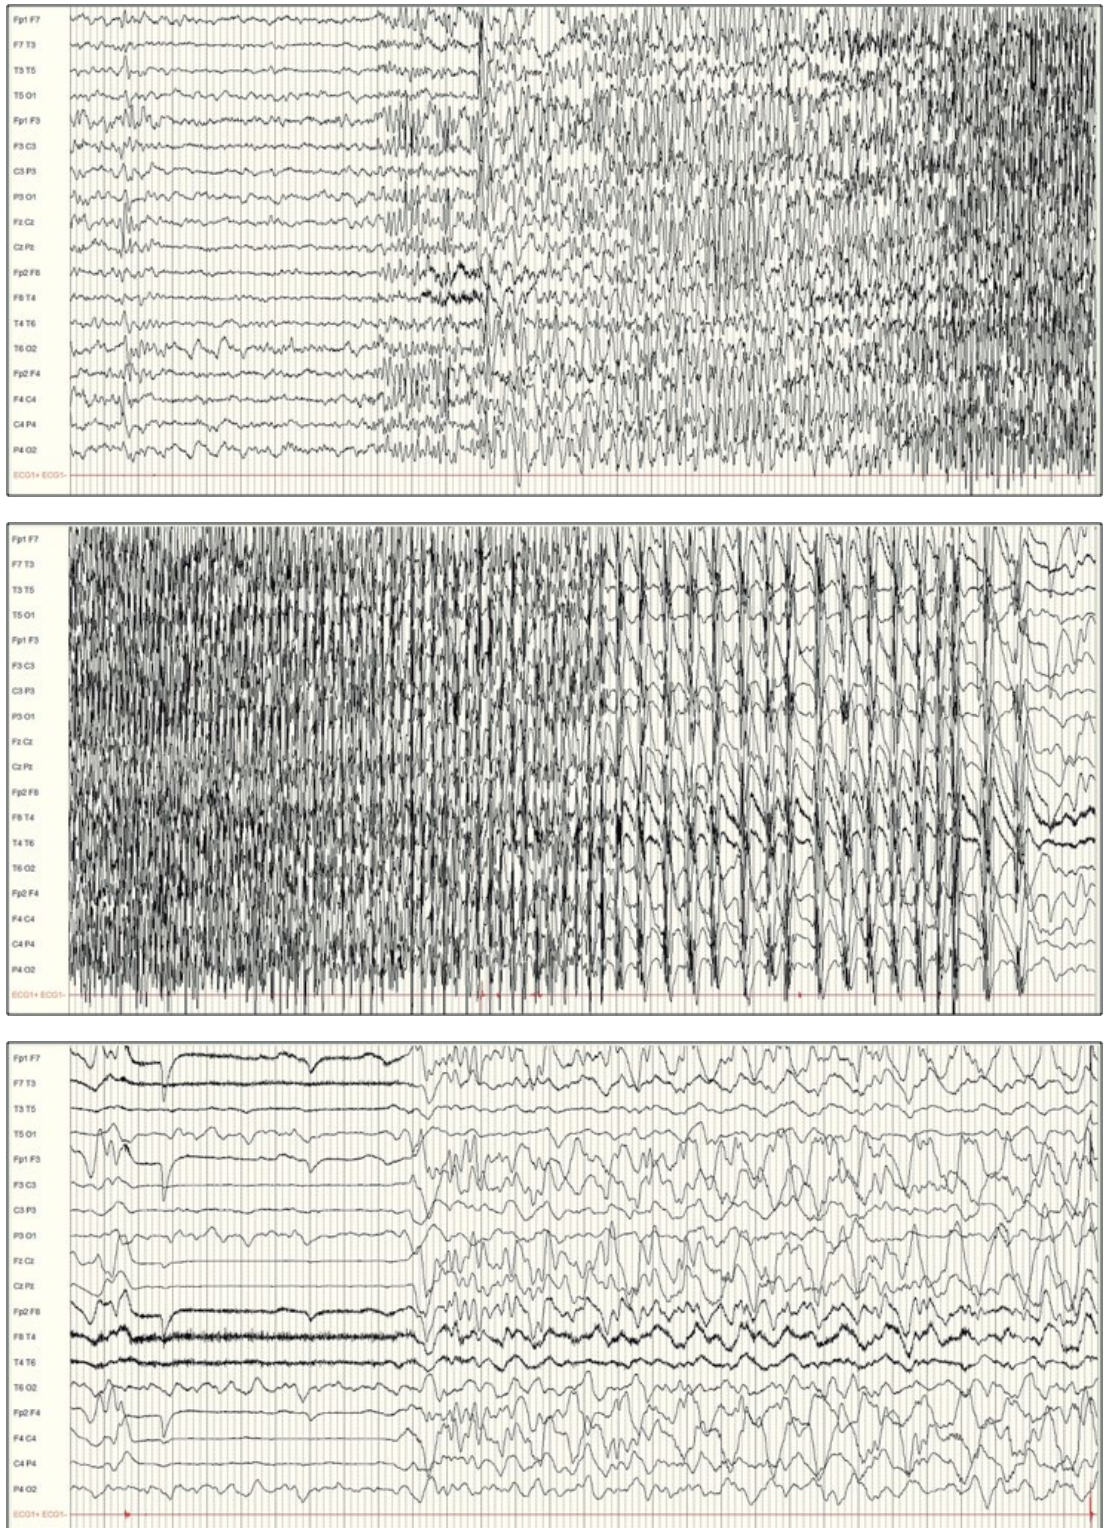 Fp1 F7
F7 T3
T3 T5
T5 O1
Fp1 F3
F3 C3
C3 P3
P3 O1
Fz Cz
Cz Pz
Fp2 F8
F8 T4
T4 T6
T6 O2
Fp2 F4
F4 C4
C4 P4
P4 O2
ECG1+ ECG1-
Fp1 F7
F7 T3
T3 T5
T5 O1
Fp1 F3
F3 C3
C3 P3
P3 O1
Fz Cz
Cz Pz
Fp2 F8
F8 T4
T4 T6
T6 O2
Fp2 F4
F4 C4
C4 P4
P4 O2
ECG1+ ECG1-
Fp1 F7
F7 T3
T3 T5
T5 O1
Fp1 F3
F3 C3
C3 P3
P3 O1
Fz Cz
Cz Pz
Fp2 F8
F8 T4
T4 T6
T6 O2
Fp2 F4
F4 C4
C4 P4
P4 O2
ECG1+ ECG1-